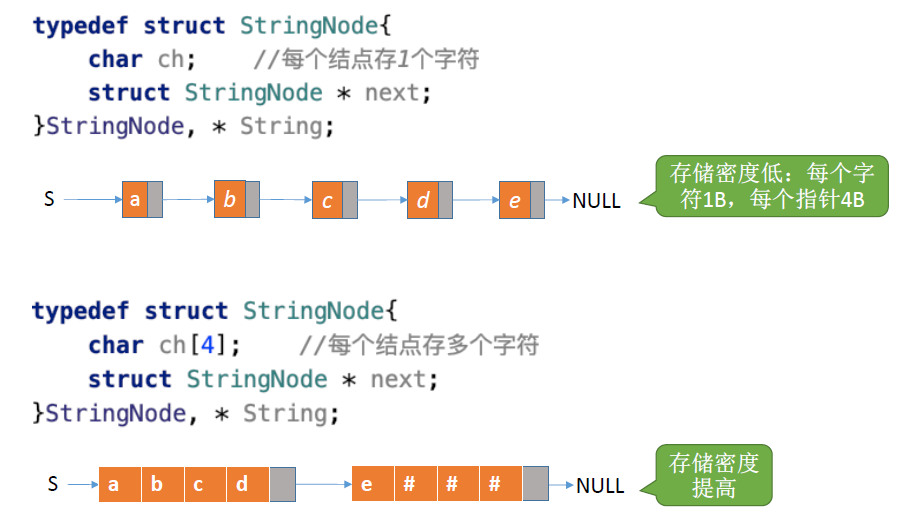 typedef struct StringNode{
    char ch;    //每个结点存1个字符
    struct StringNode * next;
}StringNode, * String;
S a b c d e NULL
存储密度低：每个字
符1B，每个指针4B
typedef struct StringNode{
    char ch[4];    //每个结点存多个字符
    struct StringNode * next;
}StringNode, * String;
S a b c d e # # # NULL
存储密度
提高